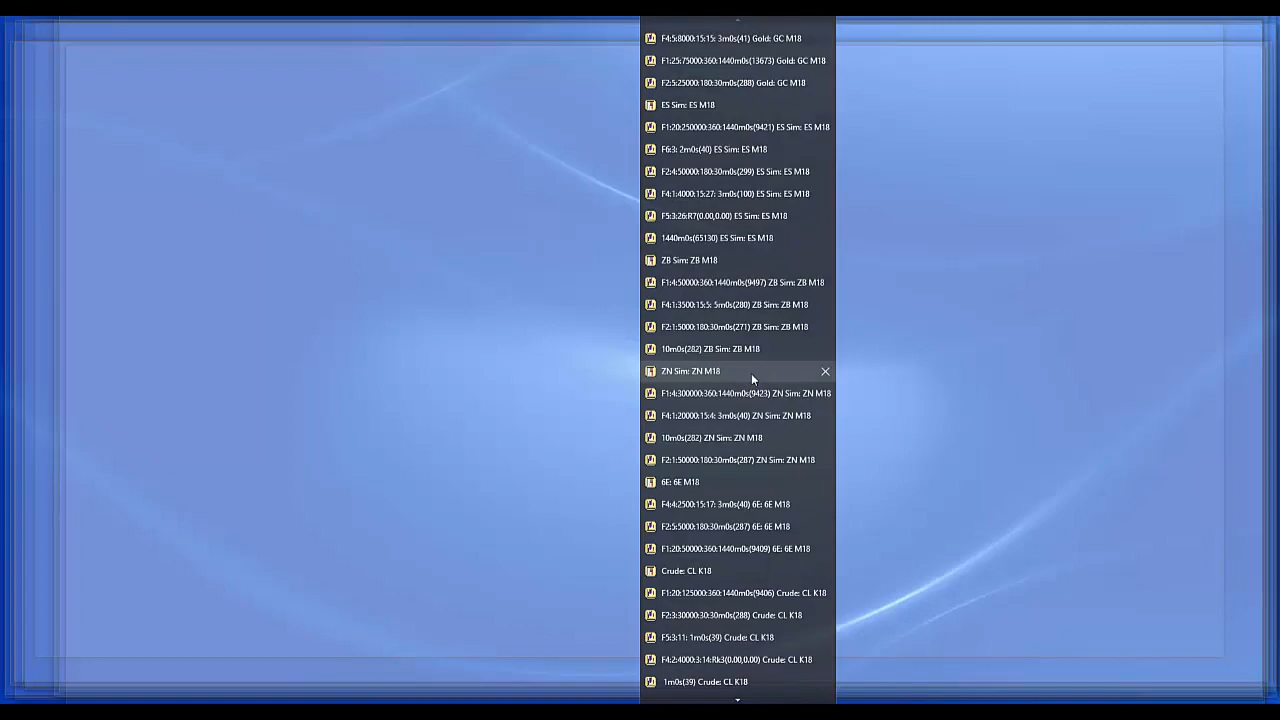 F4:5:8000:15:15: 3m0s(41) Gold: GC M18
F1:25:75000:360:1440m0s(13673) Gold: GC M18
F2:5:25000:180:30m0s(288) Gold: GC M18
ES Sim: ES M18
F1:20:250000:360:1440m0s(9421) ES Sim: ES M18
F6:3: 2m0s(40) ES Sim: ES M18
F2:4:50000:180:30m0s(299) ES Sim: ES M18
F4:1:4000:15:27: 3m0s(100) ES Sim: ES M18
F5:3:26:R7(0.00,0.00) ES Sim: ES M18
1440m0s(65130) ES Sim: ES M18
ZB Sim: ZB M18
F1:4:50000:360:1440m0s(9497) ZB Sim: ZB M18
F4:1:3500:15:5: 5m0s(280) ZB Sim: ZB M18
F2:1:5000:180:30m0s(271) ZB Sim: ZB M18
10m0s(282) ZB Sim: ZB M18
ZN Sim: ZN M18
F1:4:300000:360:1440m0s(9423) ZN Sim: ZN M18
F4:1:20000:15:4: 3m0s(40) ZN Sim: ZN M18
10m0s(282) ZN Sim: ZN M18
F2:1:50000:180:30m0s(287) ZN Sim: ZN M18
6E: 6E M18
F4:4:2500:15:17: 3m0s(40) 6E: 6E M18
F2:5:5000:180:30m0s(287) 6E: 6E M18
F1:20:50000:360:1440m0s(9409) 6E: 6E M18
Crude: CL K18
F1:20:125000:360:1440m0s(9406) Crude: CL K18
F2:3:30000:30:30m0s(288) Crude: CL K18
F5:3:11: 1m0s(39) Crude: CL K18
F4:2:4000:3:14:Rk3(0.00,0.00) Crude: CL K18
1m0s(39) Crude: CL K18